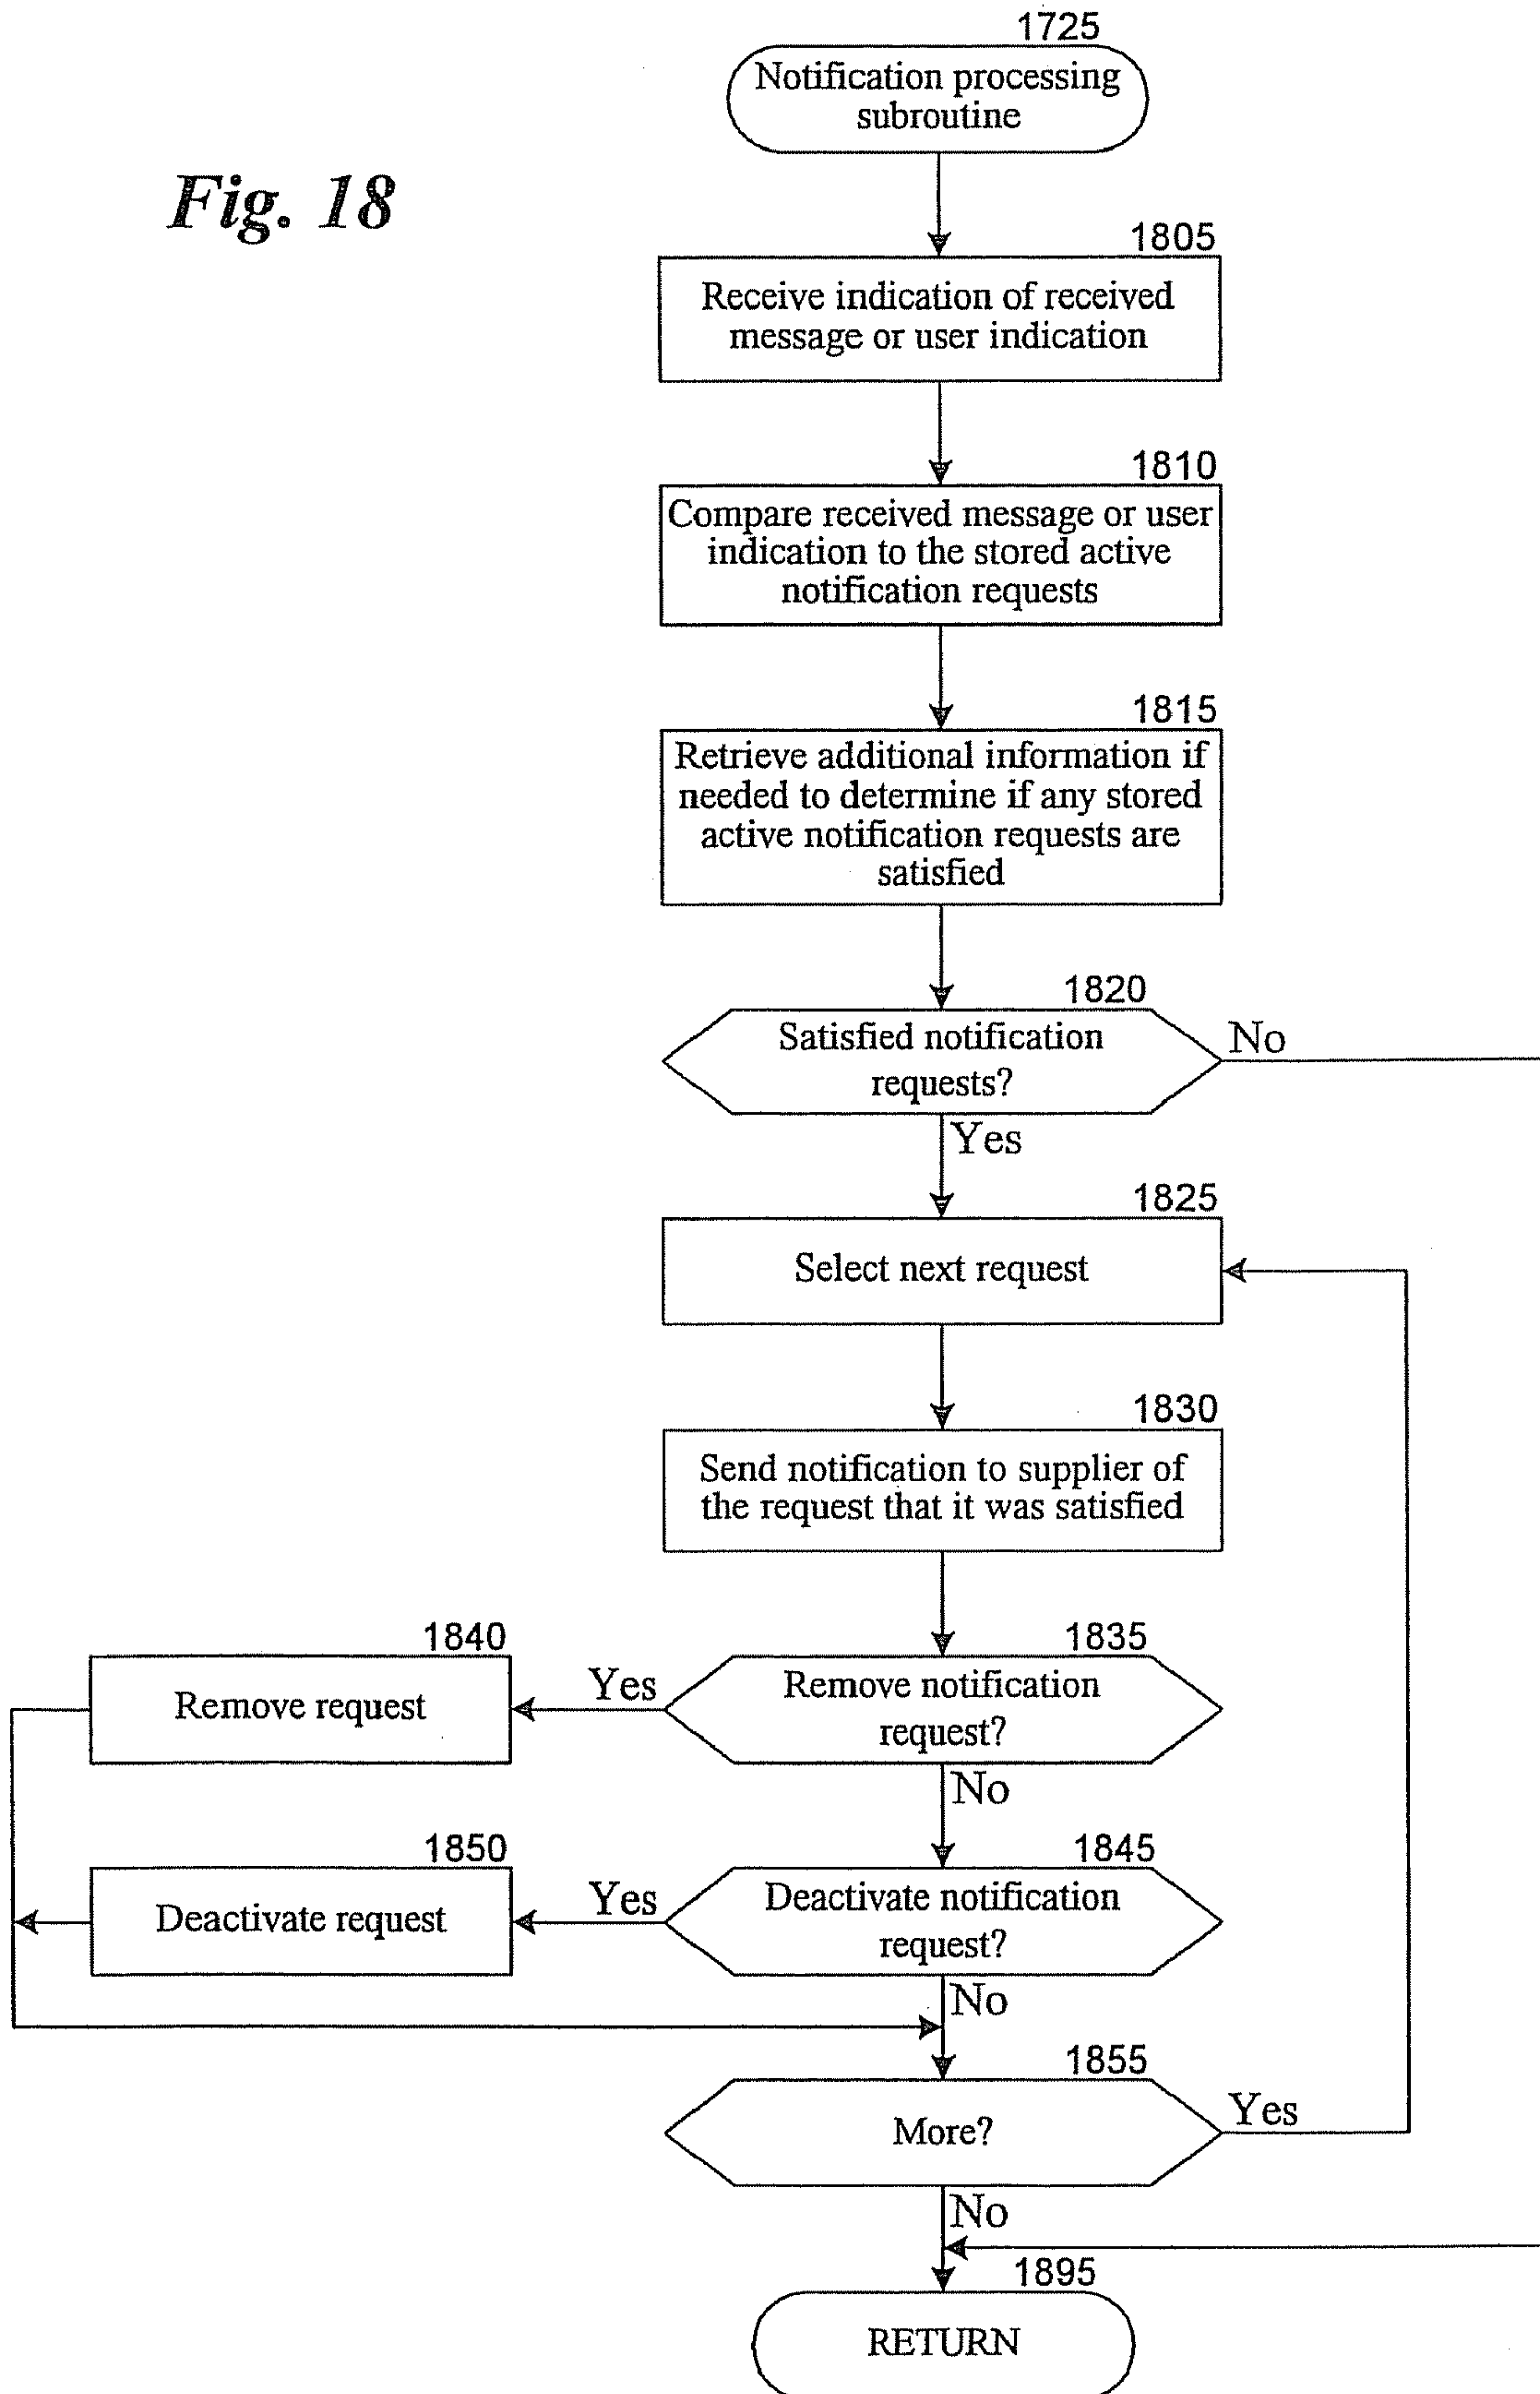 1725
Notification processing
subroutine
Fig. 18
1805
Receive indication of received
message or user indication
1810
Compare received message or user
indication to the stored active
notification requests
1815
Retrieve additional information if
needed to determine if any stored
active notification requests are
satisfied
1820
Satisfied notification
requests?
No
Yes
1825
Select next request
1830
Send notification to supplier of
the request that it was satisfied
1835
Remove notification
request?
Yes
1840
Remove request
No
1845
Deactivate notification
request?
Yes
1850
Deactivate request
No
1855
More?
Yes
No
1895
RETURN